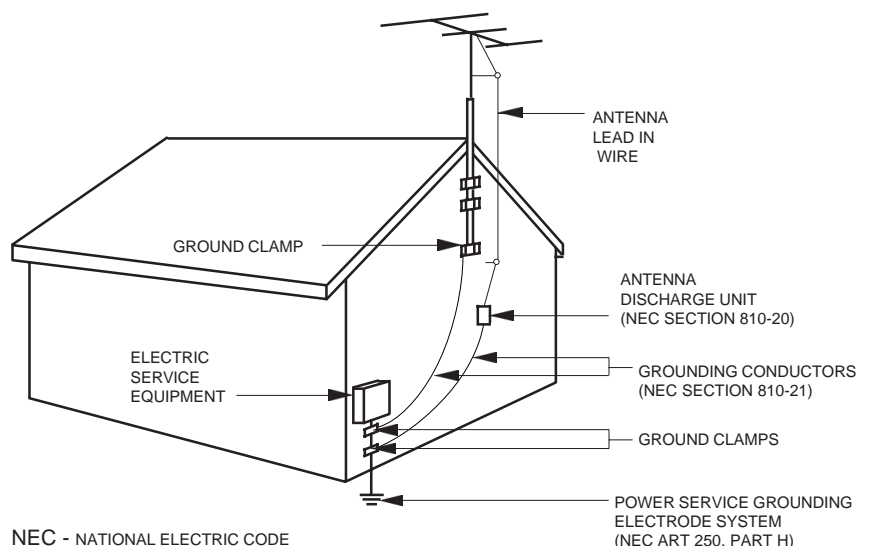 ANTENNA
LEAD IN
WIRE
GROUND CLAMP
ANTENNA
DISCHARGE UNIT
(NEC SECTION 810-20)
ELECTRIC
SERVICE
EQUIPMENT
GROUNDING CONDUCTORS
(NEC SECTION 810-21)
GROUND CLAMPS
POWER SERVICE GROUNDING
ELECTRODE SYSTEM
(NEC ART 250, PART H)
NEC - NATIONAL ELECTRIC CODE